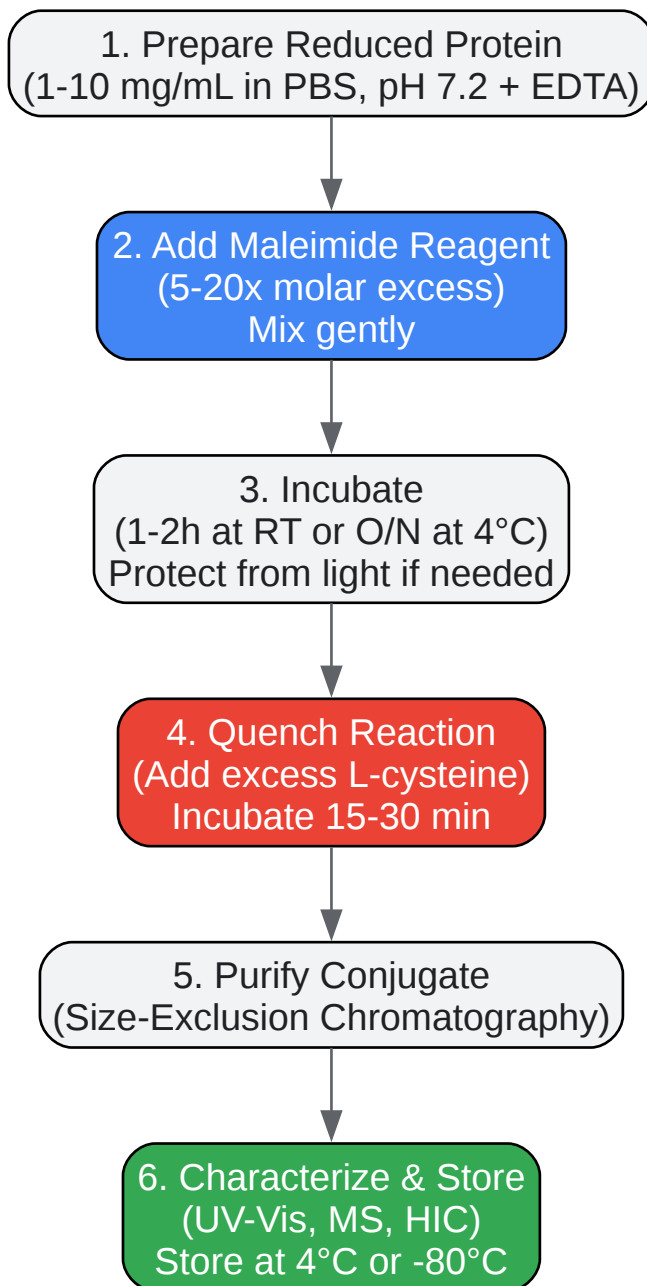 1. Prepare Reduced Protein
(1-10 mg/mL in PBS, pH 7.2 + EDTA)
2. Add Maleimide Reagent
(5-20x molar excess)
Mix gently
3. Incubate
(1-2h at RT or O/N at 4°C)
Protect from light if needed
4. Quench Reaction
(Add excess L-cysteine)
Incubate 15-30 min
5. Purify Conjugate
(Size-Exclusion Chromatography)
6. Characterize & Store
(UV-Vis, MS, HIC)
Store at 4°C or -80°C